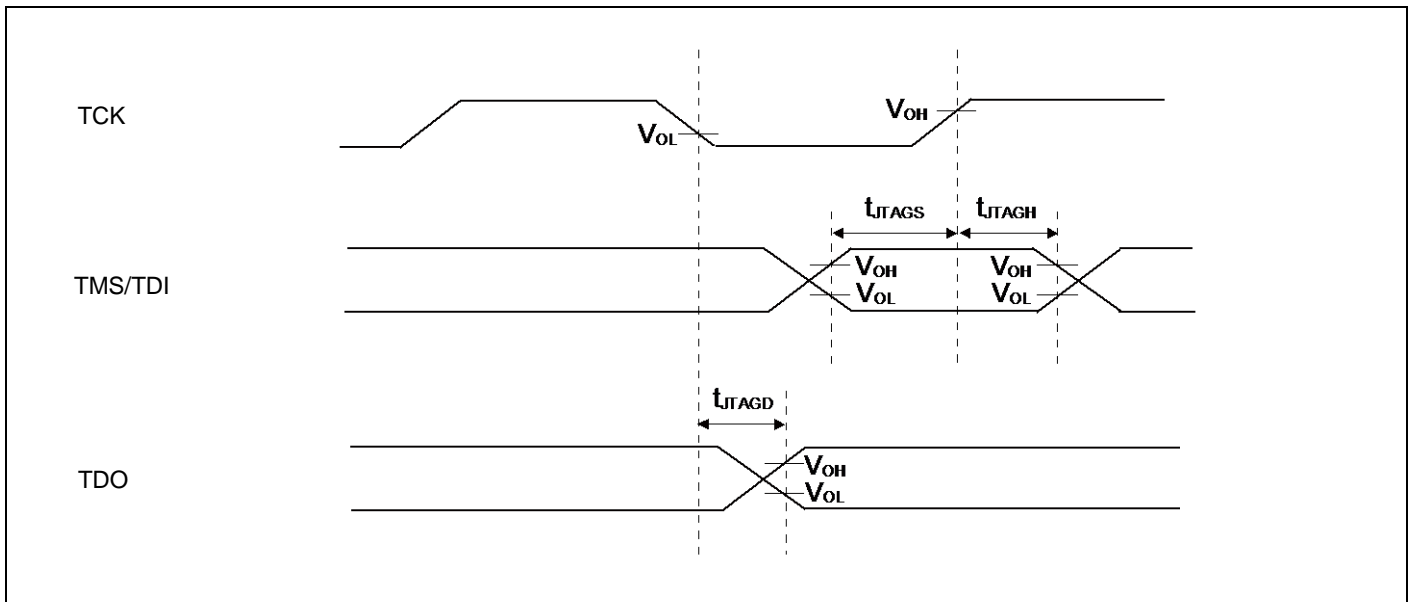 TCK
VOL
VOH
tJTAGS
tJTAGH
TMS/TDI
VOH
VOL
VOH
VOL
tJTAGD
TDO
VOH
VOL